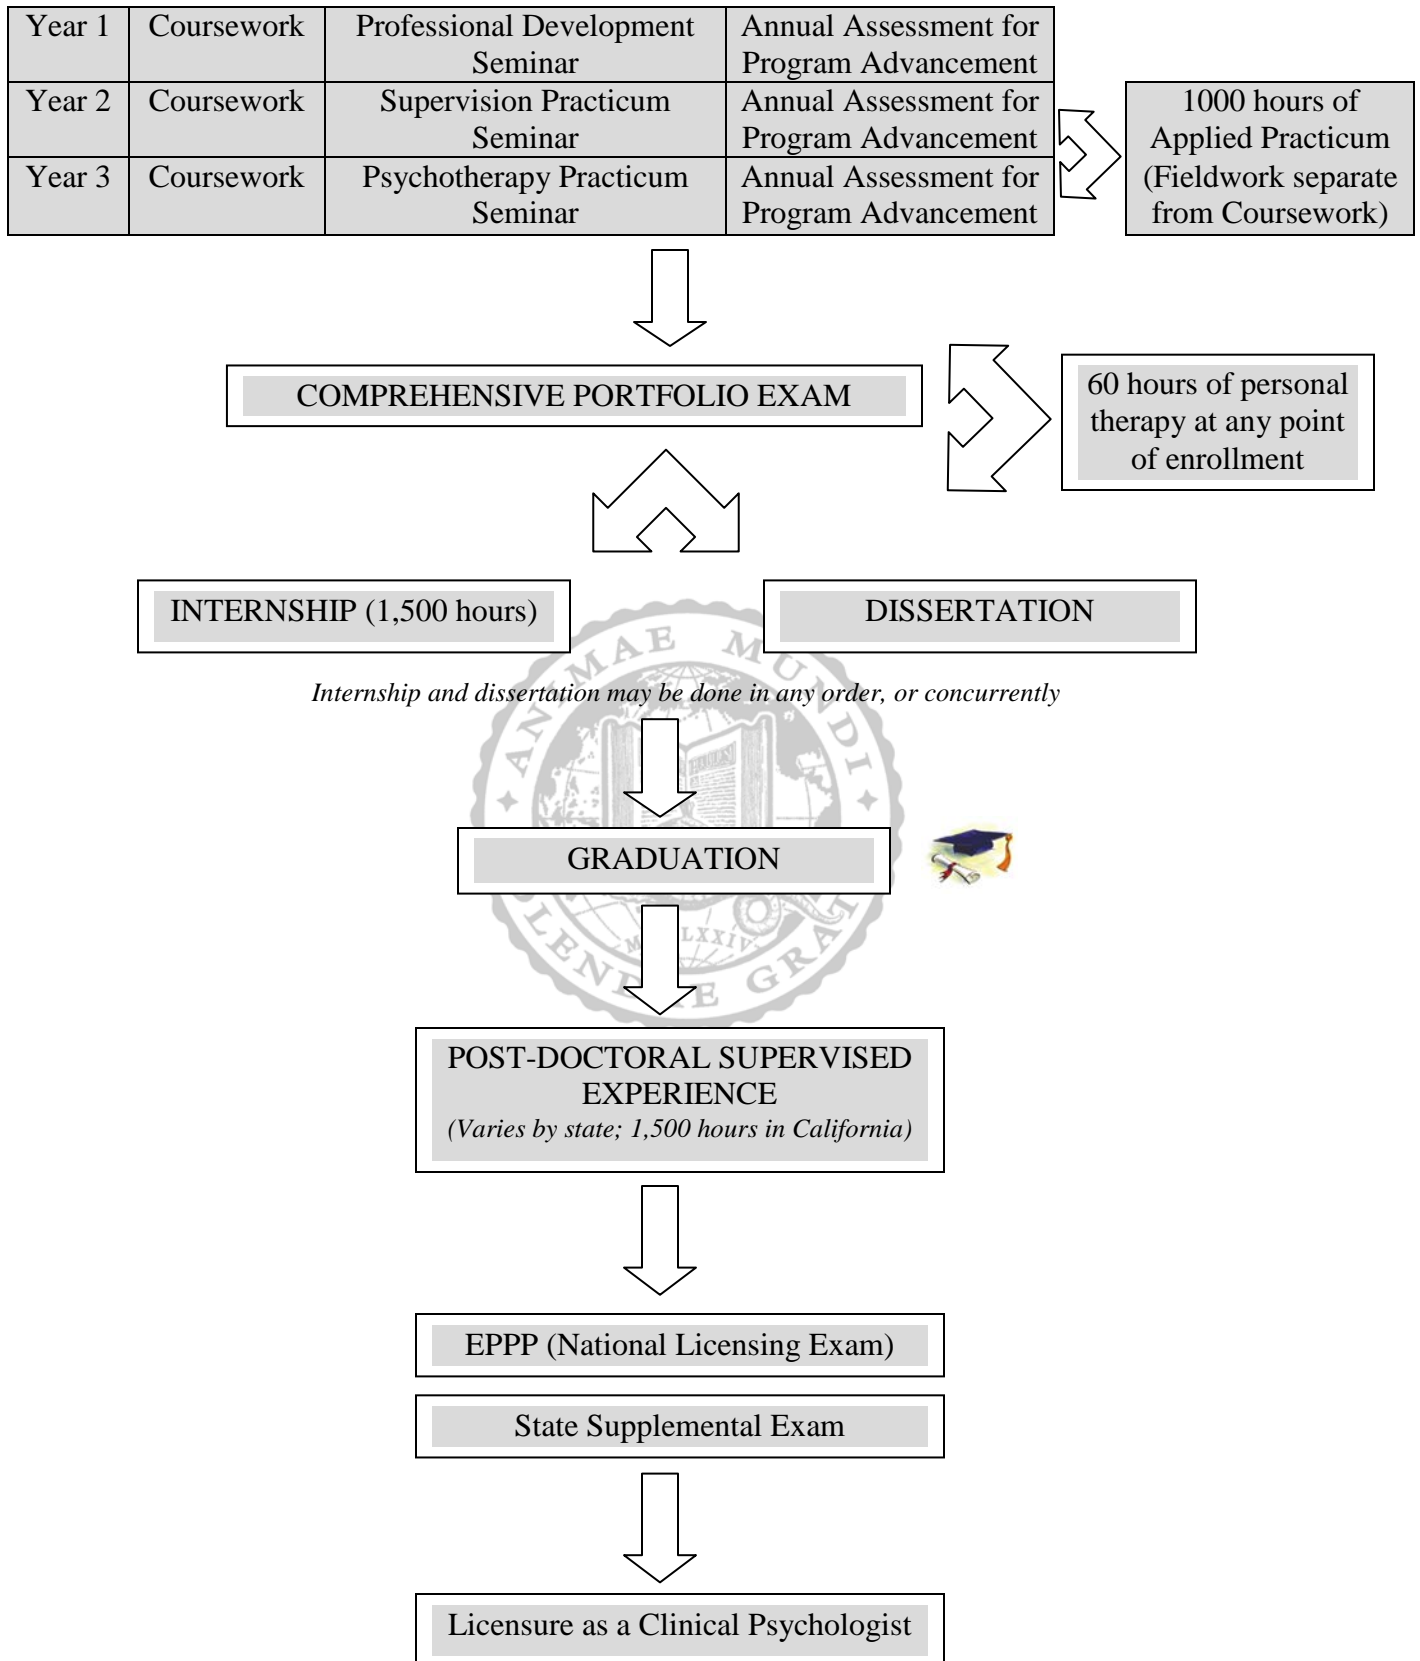 Year 1 Coursework Professional Development Annual Assessment for
Seminar Program Advancement
Year 2 Coursework Supervision Practicum Annual Assessment for
Seminar Program Advancement
Year 3 Coursework Psychotherapy Practicum Annual Assessment for
Seminar Program Advancement
1000 hours of
Applied Practicum
(Fieldwork separate
from Coursework)
COMPREHENSIVE PORTFOLIO EXAM
60 hours of personal
therapy at any point
of enrollment
INTERNSHIP (1,500 hours)
DISSERTATION
Internship and dissertation may be done in any order, or concurrently
ANIMAE MUNDI
GRADUATION
POST-DOCTORAL SUPERVISED
EXPERIENCE
(Varies by state; 1,500 hours in California)
EPPP (National Licensing Exam)
State Supplemental Exam
Licensure as a Clinical Psychologist